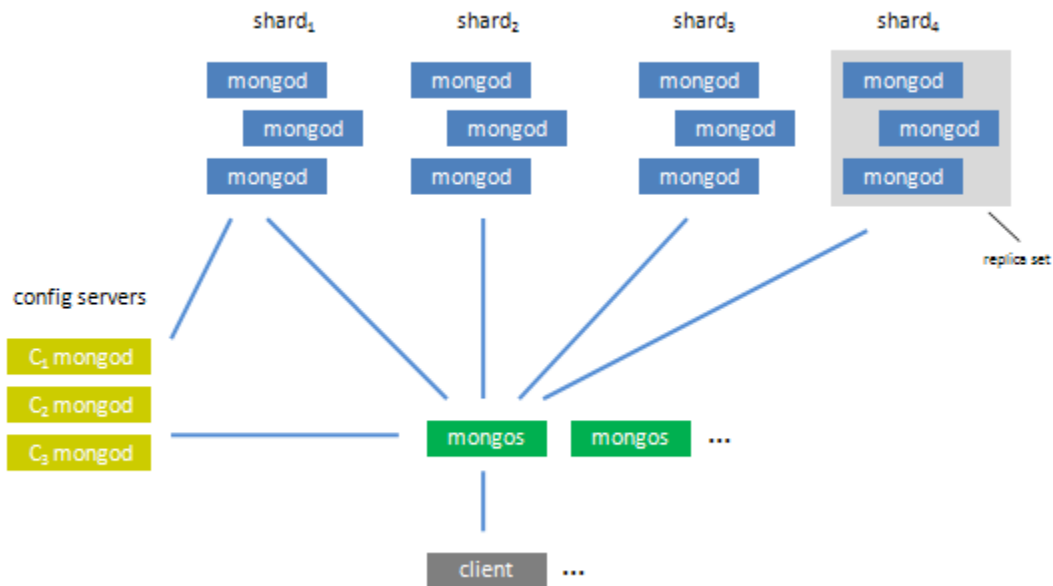 shard₁ shard₂ shard₃ shard₄
mongod mongod mongod mongod
mongod mongod mongod mongod
mongod mongod mongod mongod
replica set
config servers
C₁ mongod
C₂ mongod
C₃ mongod
mongos mongos ...
client ...